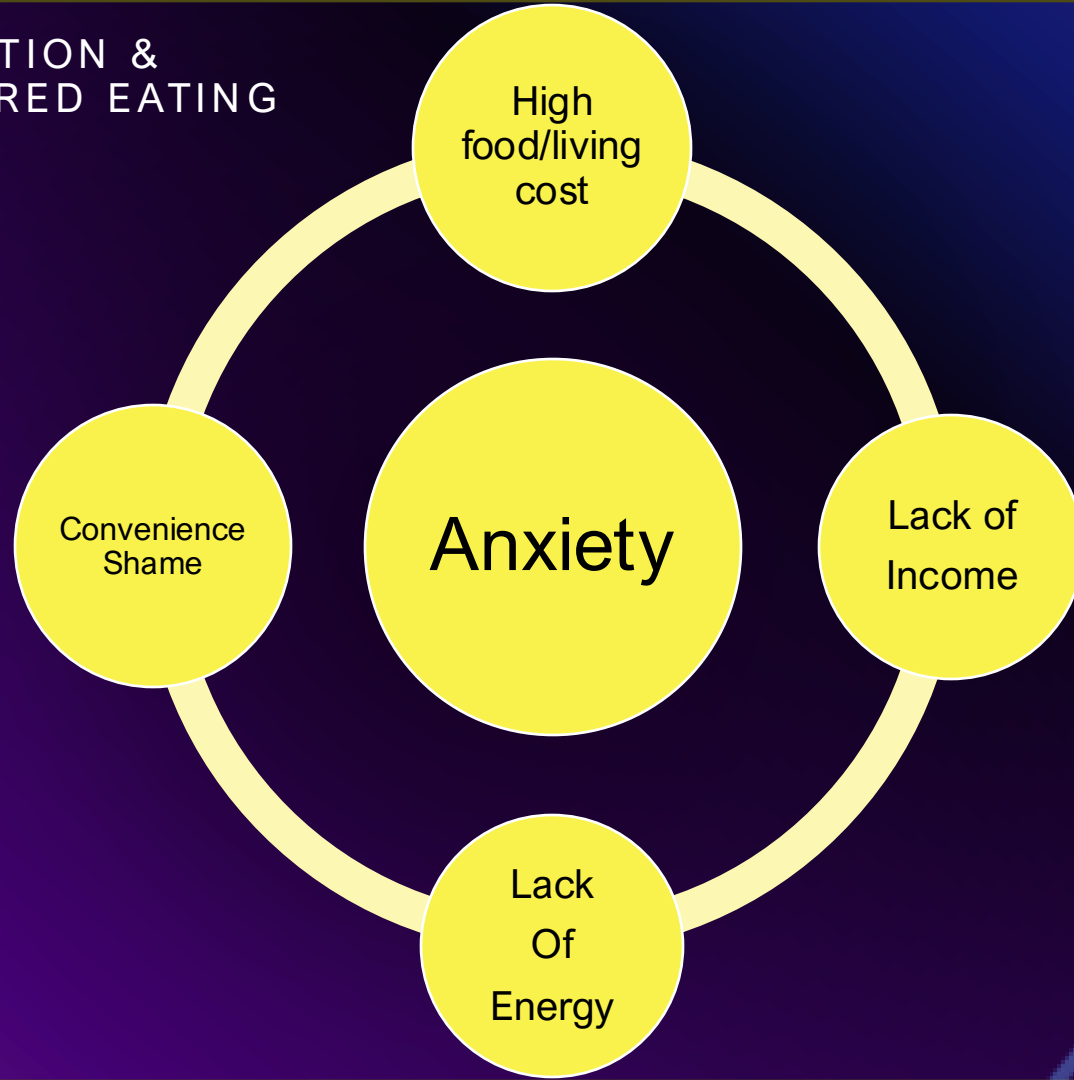 TION &
RED EATING
High
food/living
cost
Convenience
Shame
Anxiety
Lack of
Income
Lack
Of
Energy